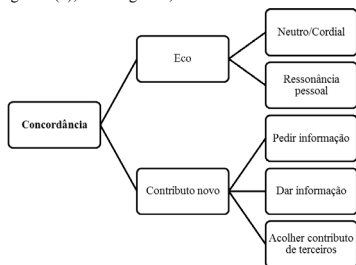 Neutro/Cordial
Eco
Ressonância
pessoal
Concordância
Pedir informação
Contributo novo
Dar informação
Acolher contributo
de terceiros